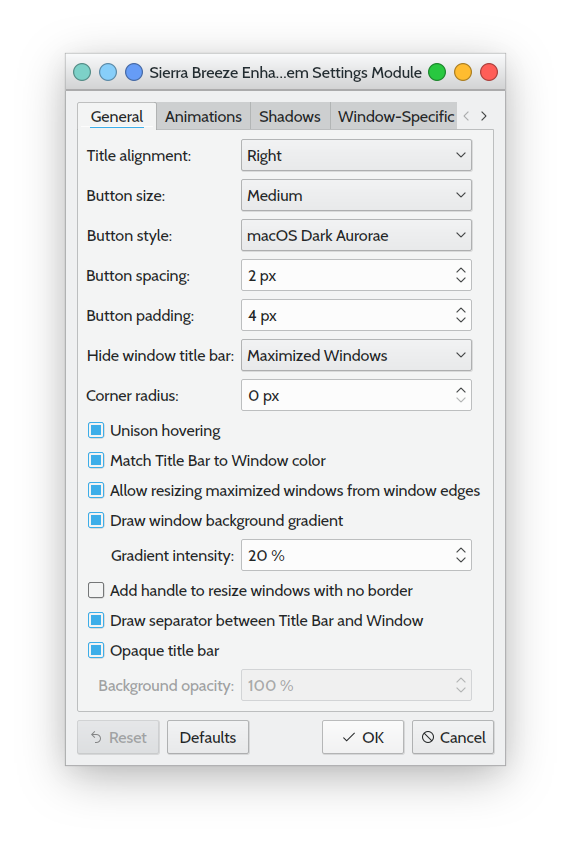 Sierra Breeze Enha...em Settings Module
General Animations Shadows Window-Specific
Title alignment: Right
Button size: Medium
Button style: macOS Dark Aurorae
Button spacing: 2 px
Button padding: 4 px
Hide window title bar: Maximized Windows
Corner radius: 0 px
Unison hovering
Match Title Bar to Window color
Allow resizing maximized windows from window edges
Draw window background gradient
Gradient intensity: 20 %
Add handle to resize windows with no border
Draw separator between Title Bar and Window
Opaque title bar
Background opacity: 100 %
Reset Defaults OK Cancel